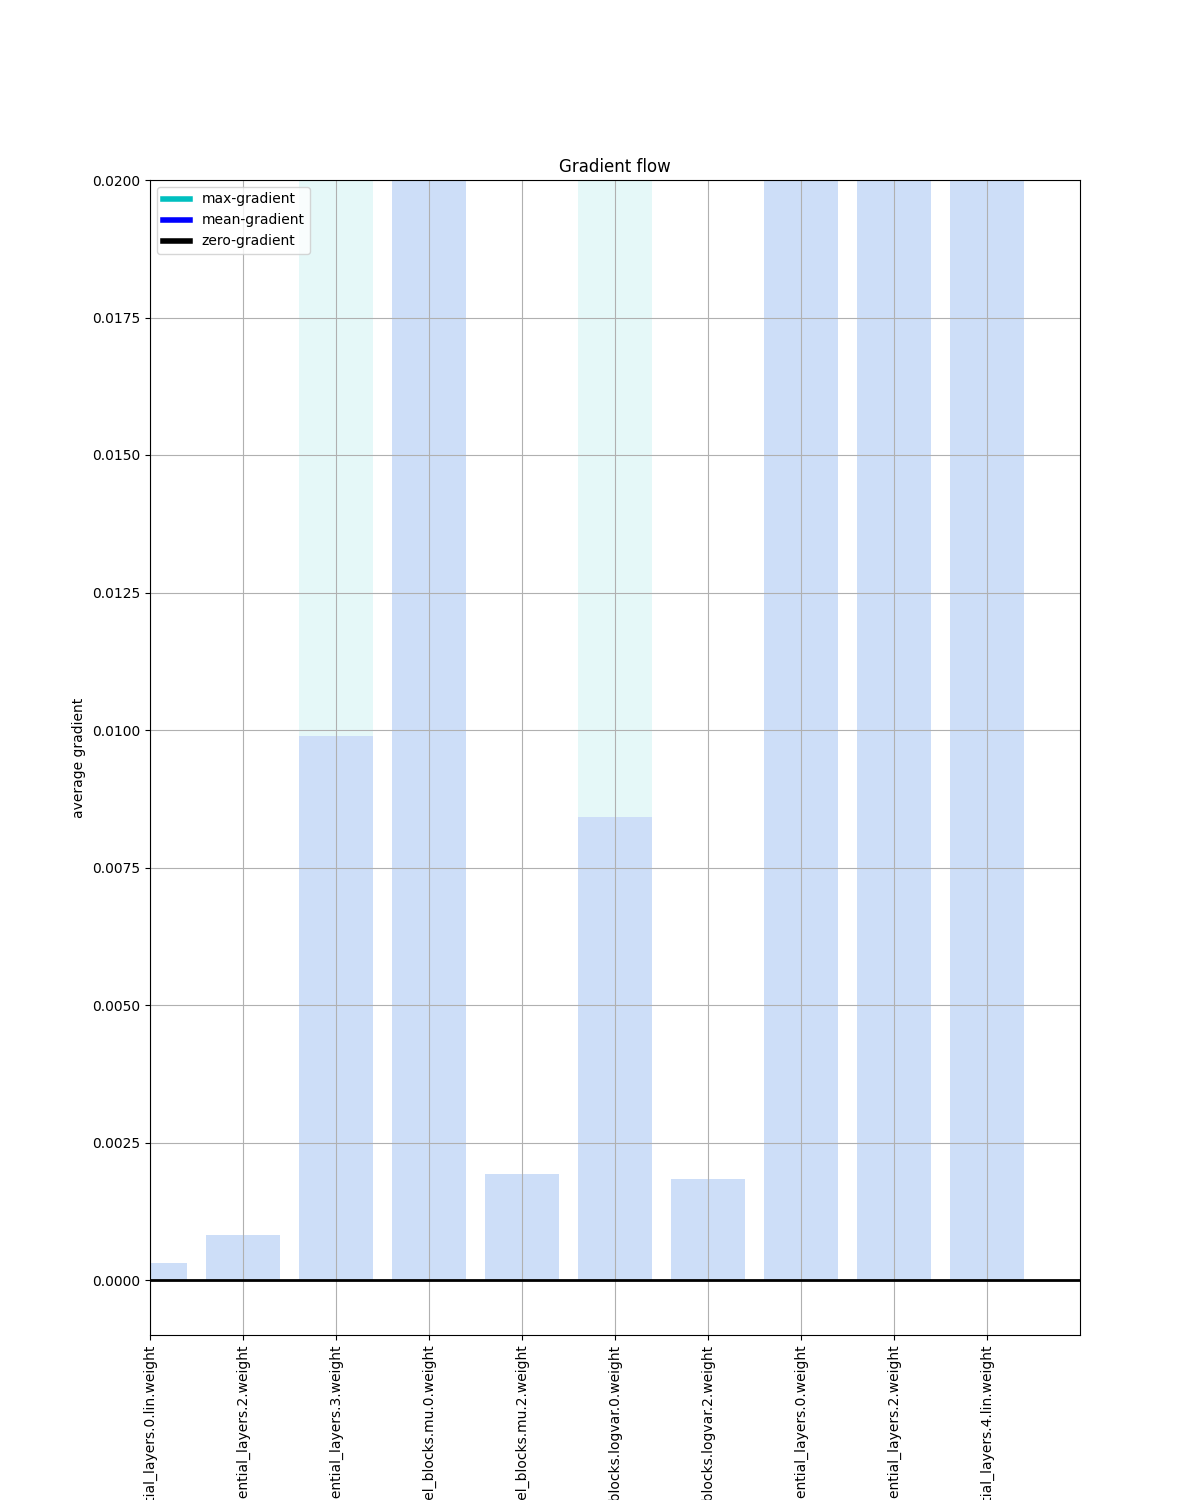 Gradient flow
max-gradient
mean-gradient
zero-gradient
0.0200
0.0175
0.0150
0.0125
0.0100
0.0075
0.0050
0.0025
0.0000
average gradient
tial_layers.0.lin.weight
ential_layers.2.weight
ential_layers.3.weight
el_blocks.mu.0.weight
el_blocks.mu.2.weight
blocks.logvar.0.weight
blocks.logvar.2.weight
ential_layers.0.weight
ential_layers.2.weight
tial_layers.4.lin.weight